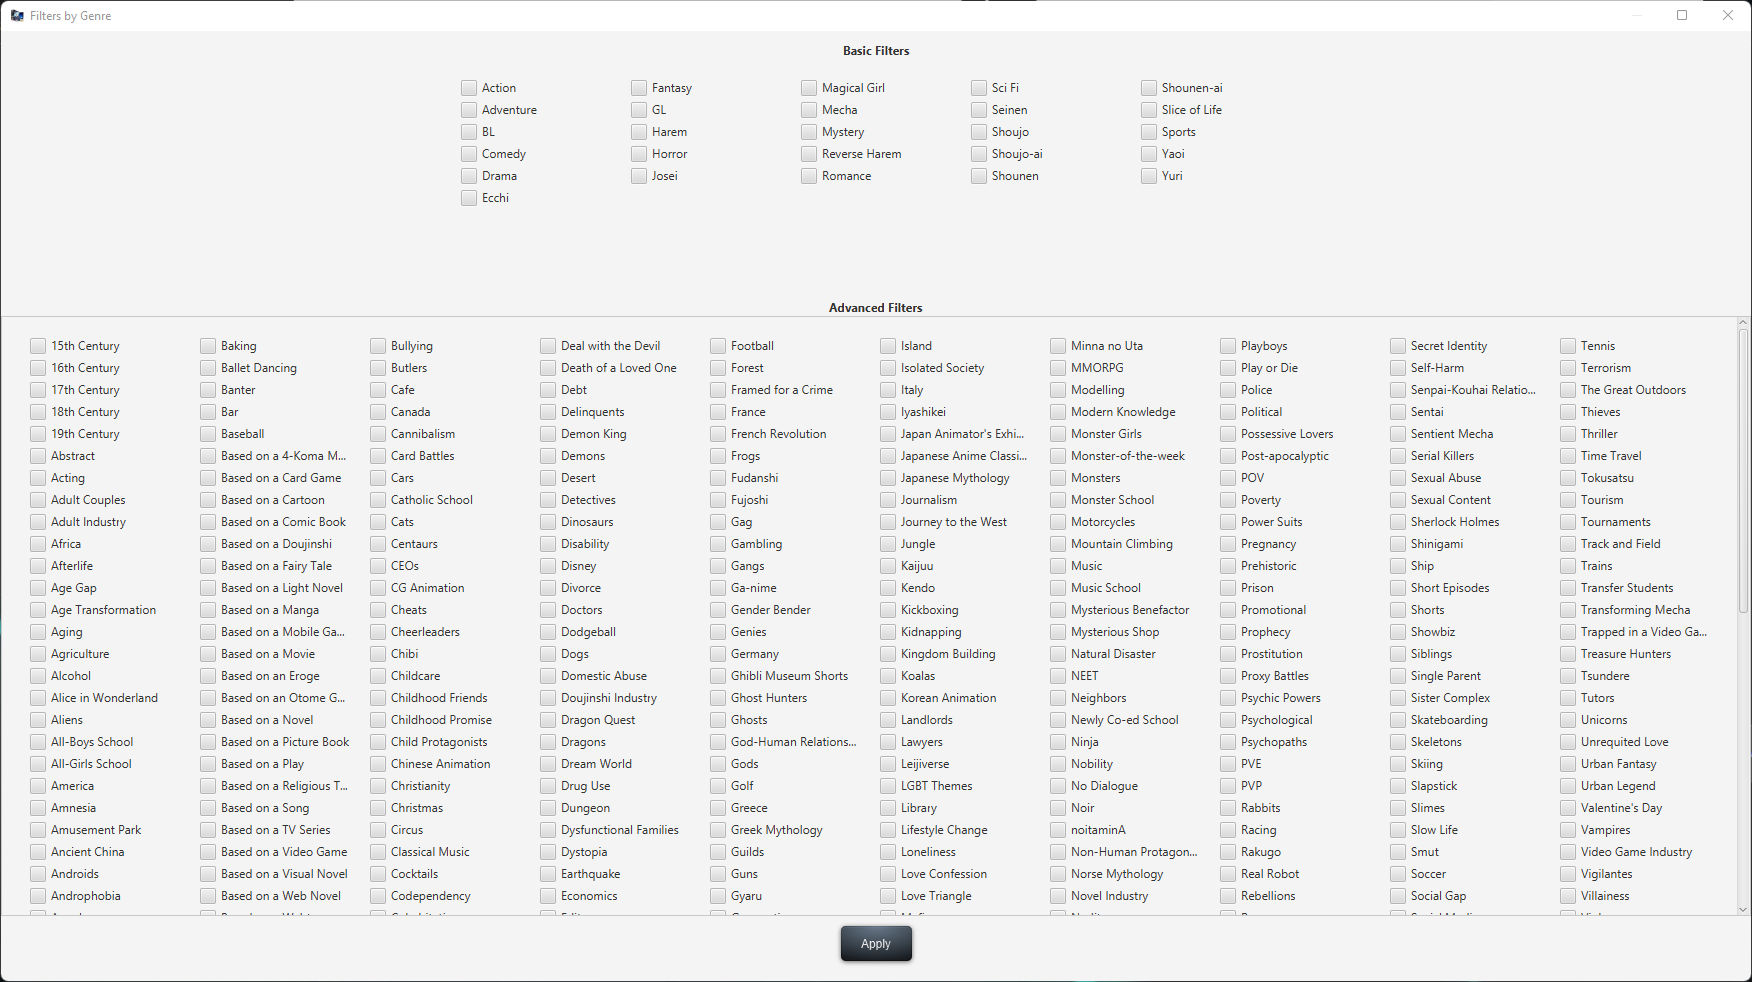 Filters by Genre
Basic Filters
Action
Adventure
BL
Comedy
Drama
Ecchi
Fantasy
GL
Harem
Horror
Josei
Magical Girl
Mecha
Mystery
Reverse Harem
Romance
Sci Fi
Seinen
Shoujo
Shoujo-ai
Shounen
Shounen-ai
Slice of Life
Sports
Yaoi
Yuri
Advanced Filters
15th Century
16th Century
17th Century
18th Century
19th Century
Abstract
Acting
Adult Couples
Adult Industry
Africa
Afterlife
Age Gap
Age Transformation
Aging
Agriculture
Alcohol
Alice in Wonderland
Aliens
All-Boys School
All-Girls School
America
Amnesia
Amusement Park
Ancient China
Androids
Androphobia
Baking
Ballet Dancing
Banter
Bar
Baseball
Based on a 4-Koma M...
Based on a Card Game
Based on a Cartoon
Based on a Comic Book
Based on a Doujinshi
Based on a Fairy Tale
Based on a Light Novel
Based on a Manga
Based on a Mobile Ga...
Based on a Movie
Based on an Eroge
Based on an Otome G...
Based on a Novel
Based on a Picture Book
Based on a Play
Based on a Religious T...
Based on a Song
Based on a TV Series
Based on a Video Game
Based on a Visual Novel
Based on a Web Novel
Bullying
Butlers
Cafe
Canada
Cannibalism
Card Battles
Cars
Catholic School
Cats
Centaurs
CEOs
CG Animation
Cheats
Cheerleaders
Chibi
Childcare
Childhood Friends
Childhood Promise
Child Protagonists
Chinese Animation
Christianity
Christmas
Circus
Classical Music
Cocktails
Codependency
Deal with the Devil
Death of a Loved One
Debt
Delinquents
Demon King
Demons
Desert
Detectives
Dinosaurs
Disability
Disney
Divorce
Doctors
Dodgeball
Dogs
Domestic Abuse
Doujinshi Industry
Dragon Quest
Dragons
Dream World
Drug Use
Dungeon
Dysfunctional Families
Dystopia
Earthquake
Economics
Football
Forest
Framed for a Crime
France
French Revolution
Frogs
Fudanshi
Fujoshi
Gag
Gambling
Gangs
Ga-nime
Gender Bender
Genies
Germany
Ghibli Museum Shorts
Ghost Hunters
Ghosts
God-Human Relations...
Gods
Golf
Greece
Greek Mythology
Guilds
Guns
Gyaru
Island
Isolated Society
Italy
Iyashikei
Japan Animator's Exhi...
Japanese Anime Classi...
Japanese Mythology
Journalism
Journey to the West
Jungle
Kaijuu
Kendo
Kickboxing
Kidnapping
Kingdom Building
Koalas
Korean Animation
Landlords
Lawyers
Leijiverse
LGBT Themes
Library
Lifestyle Change
Loneliness
Love Confession
Love Triangle
Minna no Uta
MMORPG
Modelling
Modern Knowledge
Monster Girls
Monster-of-the-week
Monsters
Monster School
Motorcycles
Mountain Climbing
Music
Music School
Mysterious Benefactor
Mysterious Shop
Natural Disaster
NEET
Neighbors
Newly Co-ed School
Ninja
Nobility
No Dialogue
Noir
noitaminA
Non-Human Protagon...
Norse Mythology
Novel Industry
Playboys
Play or Die
Police
Political
Possessive Lovers
Post-apocalyptic
POV
Poverty
Power Suits
Pregnancy
Prehistoric
Prison
Promotional
Prophecy
Prostitution
Proxy Battles
Psychic Powers
Psychological
Psychopaths
PVE
PVP
Rabbits
Racing
Rakugo
Real Robot
Rebellions
Secret Identity
Self-Harm
Senpai-Kouhai Relatio...
Sentai
Sentient Mecha
Serial Killers
Sexual Abuse
Sexual Content
Sherlock Holmes
Shinigami
Ship
Short Episodes
Shorts
Showbiz
Siblings
Single Parent
Sister Complex
Skateboarding
Skeletons
Skiing
Slapstick
Slimes
Slow Life
Smut
Soccer
Social Gap
Tennis
Terrorism
The Great Outdoors
Thieves
Thriller
Time Travel
Tokusatsu
Tourism
Tournaments
Track and Field
Trains
Transfer Students
Transforming Mecha
Trapped in a Video Ga...
Treasure Hunters
Tsundere
Tutors
Unicorns
Unrequited Love
Urban Fantasy
Urban Legend
Valentine's Day
Vampires
Video Game Industry
Vigilantes
Villainess
Apply